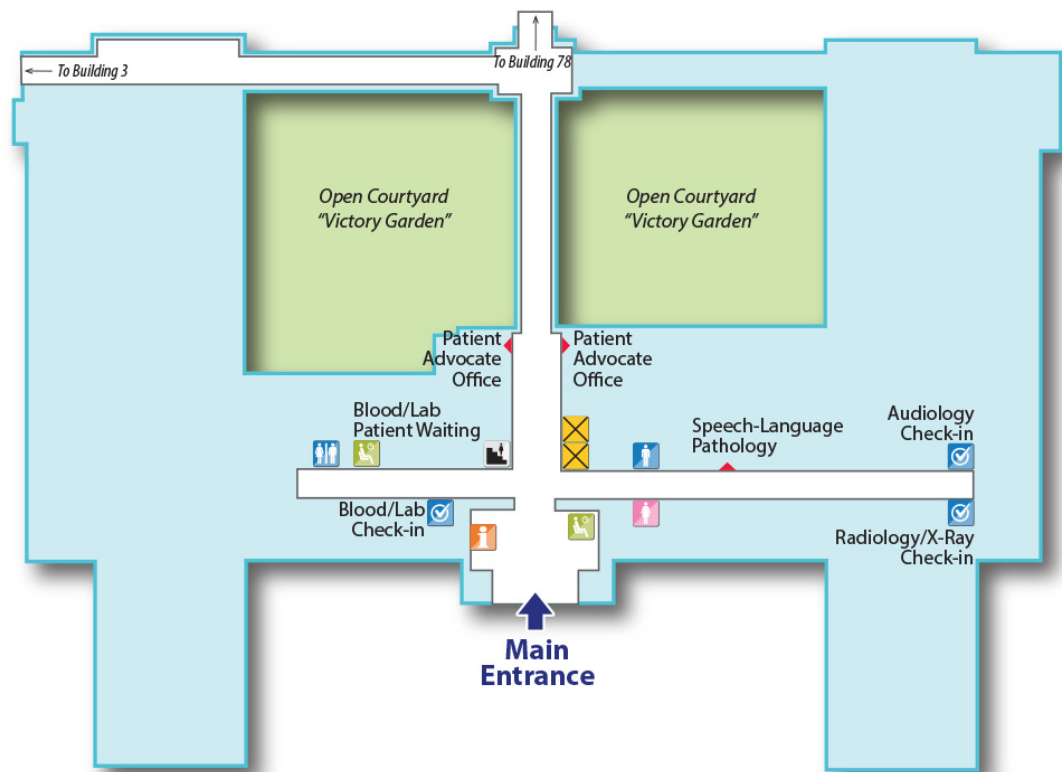 To Building 3
To Building 78
Open Courtyard
“Victory Garden”
Open Courtyard
“Victory Garden”
Patient
Advocate
Office
Patient
Advocate
Office
Blood/Lab
Patient Waiting
Speech-Language
Pathology
Audiology
Check-in
Blood/Lab
Check-in
Radiology/X-Ray
Check-in
Main
Entrance